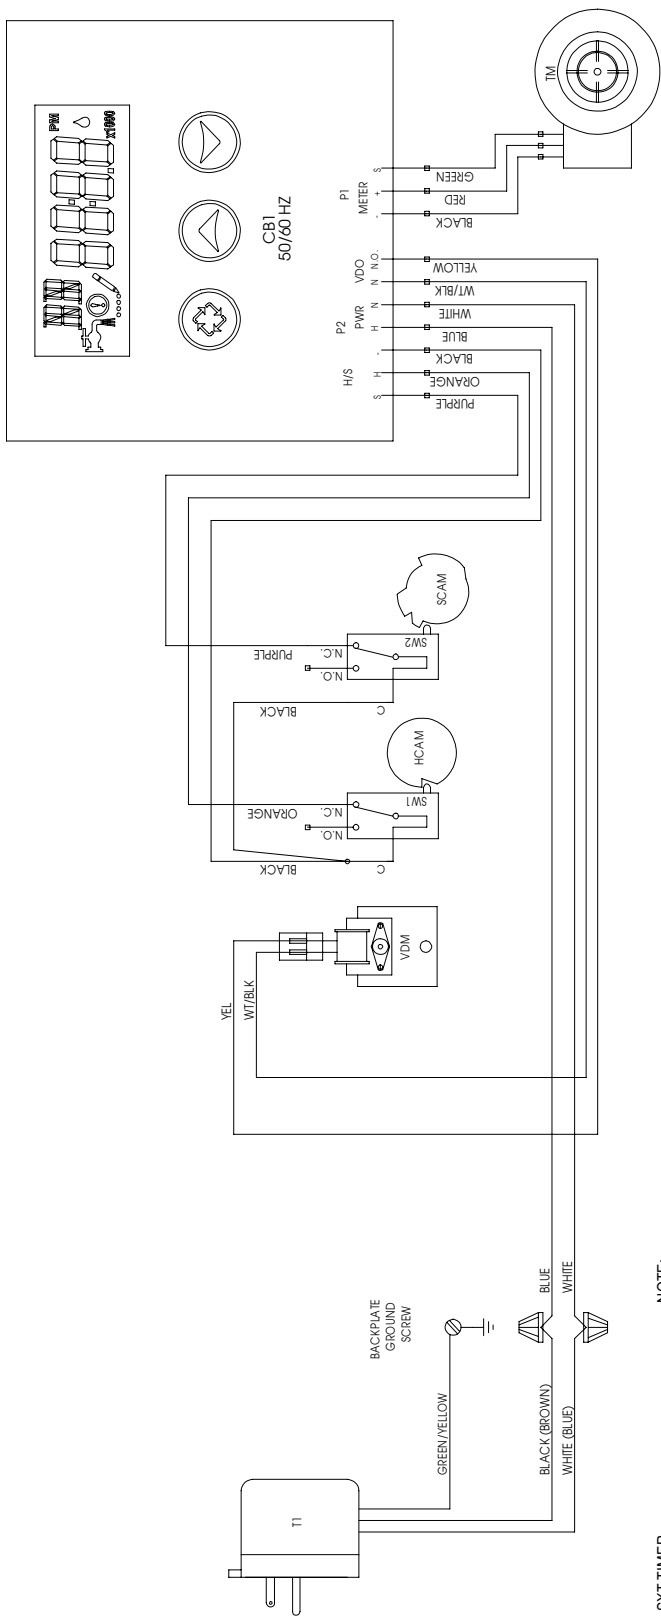 PM
x1000
CB1
50/60 HZ
P1
METER
S
+
-
GREEN
RED
BLACK
TM
VDO
N.O.
N
YELLOW
WT/BLK
P2
PWR
N
H
WHITE
BLUE
H/S
-
H
S
BLACK
ORANGE
PURPLE
SCAM
SW2
N.C.
N.O.
C
PURPLE
BLACK
HCAM
SW1
N.C.
N.O.
C
ORANGE
BLACK
VDM
YEL
WT/BLK
BACKPLATE
GROUND
SCREW
BLUE
WHITE
GREEN/YELLOW
BLACK (BROWN)
WHITE (BLUE)
T1
NOTE:
SXT TIMER